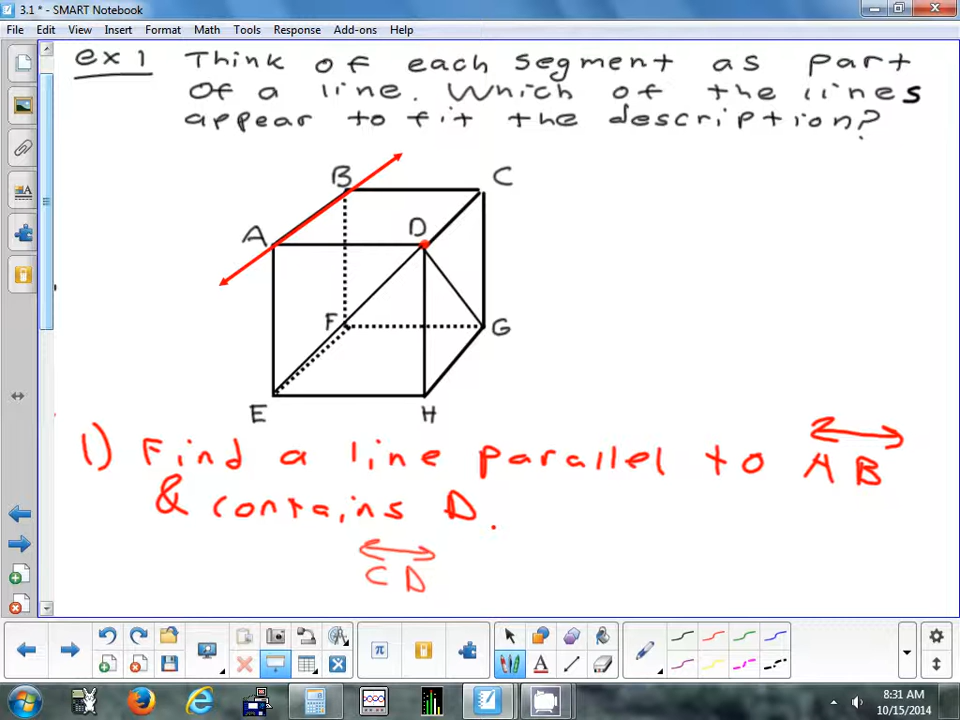 3.1 * - SMART Notebook
File Edit View Insert Format Math Tools Response Add-ons Help
ex 1 Think of each segment as part
of a line. Which of the lines
appear to fit the description?
B C
A D
F G
E H
1) Find a line parallel to AB
& contains D.
CD
8:31 AM
10/15/2014